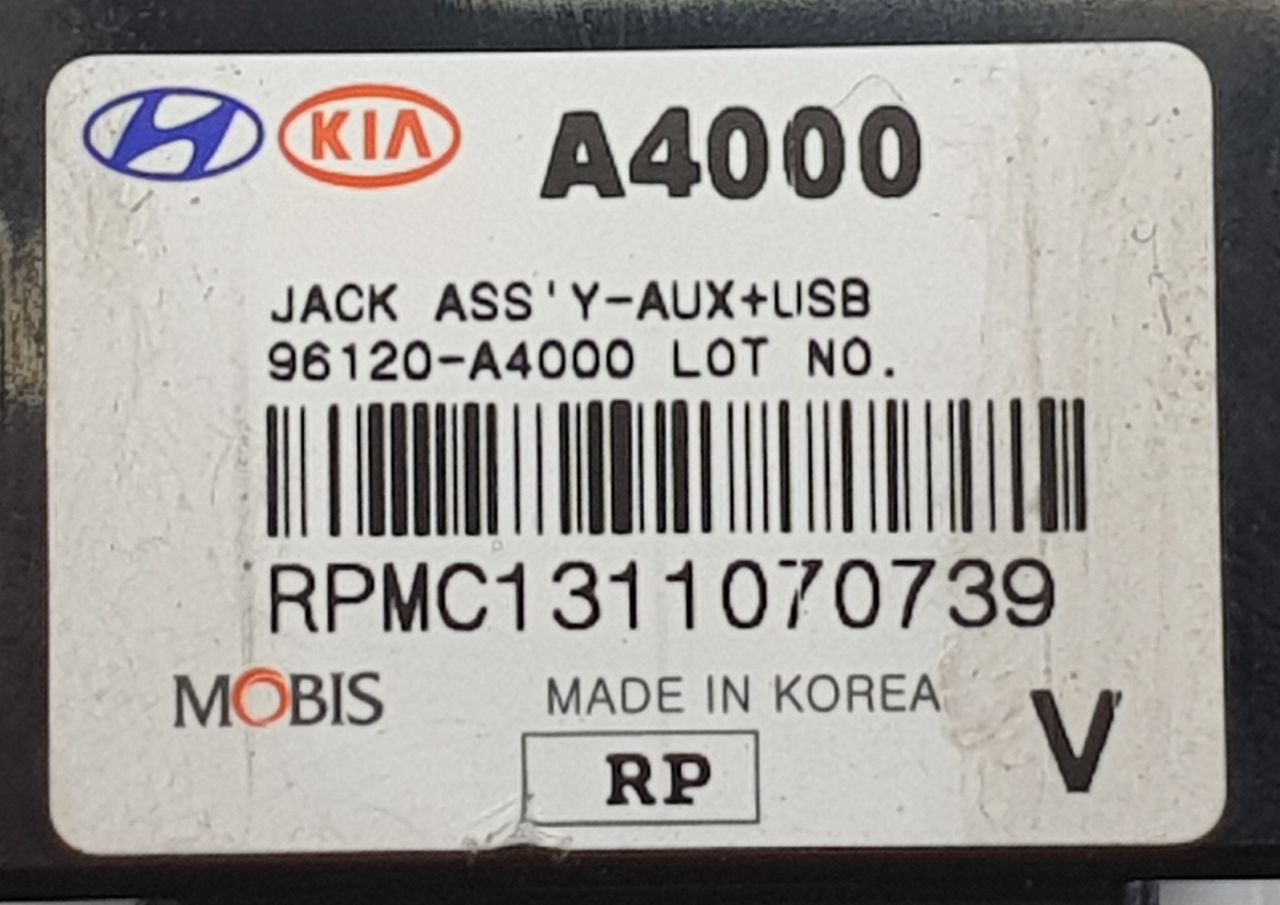 KIA A4000
JACK ASS'Y-AUX+USB
96120-A4000 LOT NO.
RPMC1311070739
MOBIS MADE IN KOREA
RP
V